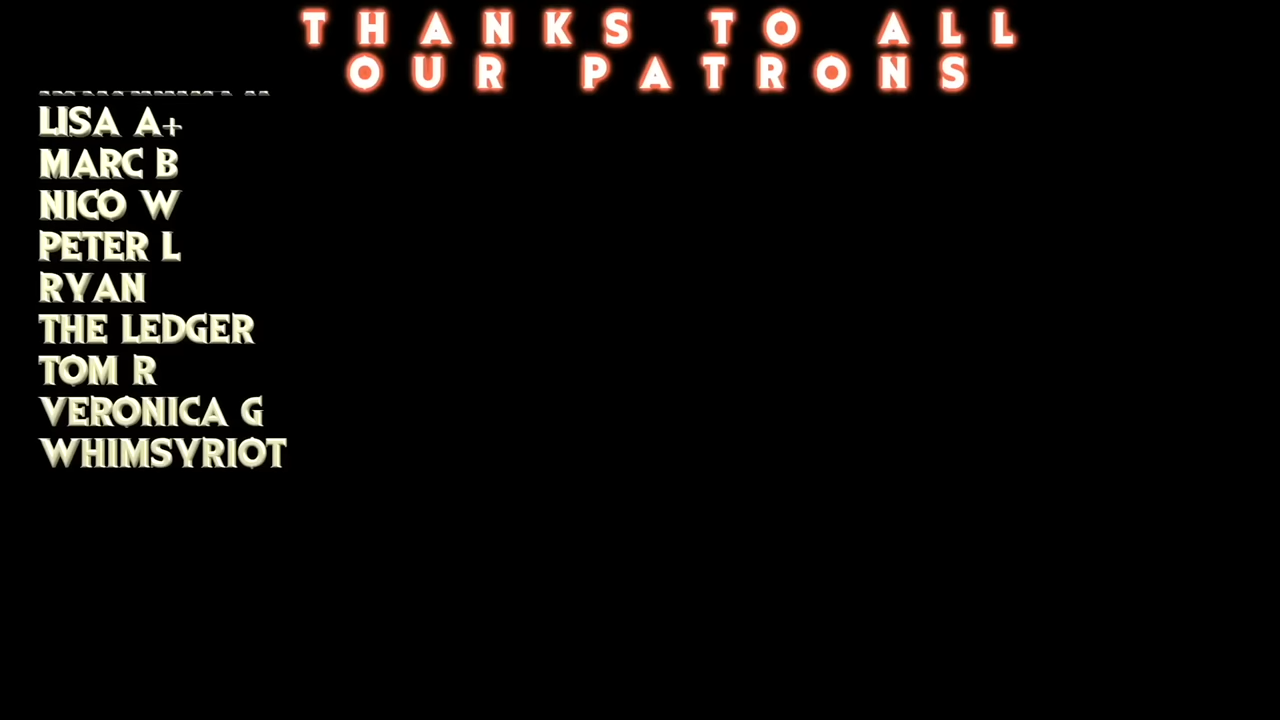 THANKS TO ALL
OUR PATRONS
LISA A+
MARC B
NICO W
PETER L
RYAN
THE LEDGER
TOM R
VERONICA G
WHIMSYRIOT